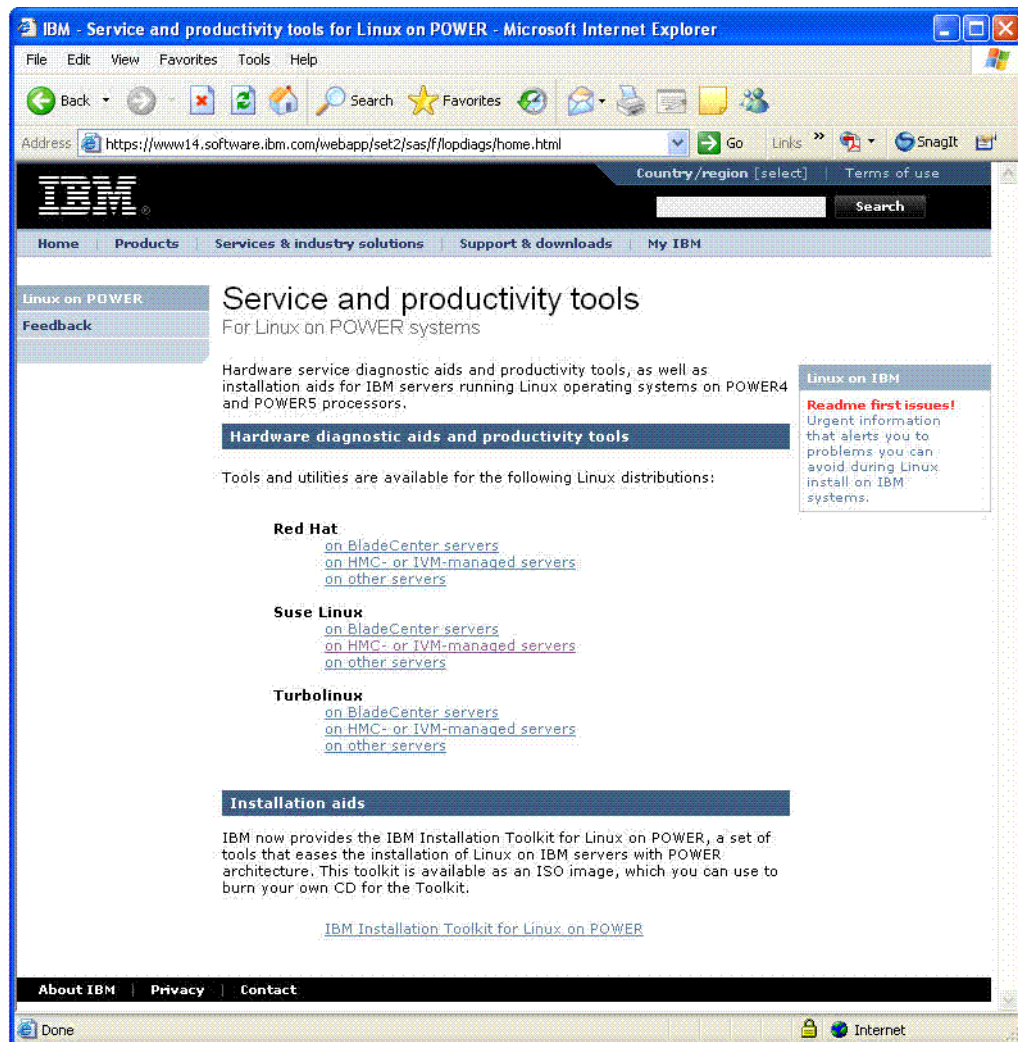 IBM - Service and productivity tools for Linux on POWER - Microsoft Internet Explorer
File Edit View Favorites Tools Help
Back Search Favorites
Address https://www14.software.ibm.com/webapp/set2/sas/f/lopdiags/home.html Go Links » SnagIt
Country/region [select] | Terms of use
IBM®
Search
Home | Products | Services & industry solutions | Support & downloads | My IBM
Linux on POWER
Feedback
Service and productivity tools
For Linux on POWER systems
Hardware service diagnostic aids and productivity tools, as well as
installation aids for IBM servers running Linux operating systems on POWER4
and POWER5 processors.
Linux on IBM
Readme first issues!
Urgent information
that alerts you to
problems you can
avoid during Linux
install on IBM
systems.
Hardware diagnostic aids and productivity tools
Tools and utilities are available for the following Linux distributions:
Red Hat
on BladeCenter servers
on HMC- or IVM-managed servers
on other servers
Suse Linux
on BladeCenter servers
on HMC- or IVM-managed servers
on other servers
Turbolinux
on BladeCenter servers
on HMC- or IVM-managed servers
on other servers
Installation aids
IBM now provides the IBM Installation Toolkit for Linux on POWER, a set of
tools that eases the installation of Linux on IBM servers with POWER
architecture. This toolkit is available as an ISO image, which you can use to
burn your own CD for the Toolkit.
IBM Installation Toolkit for Linux on POWER
About IBM | Privacy | Contact
Done Internet